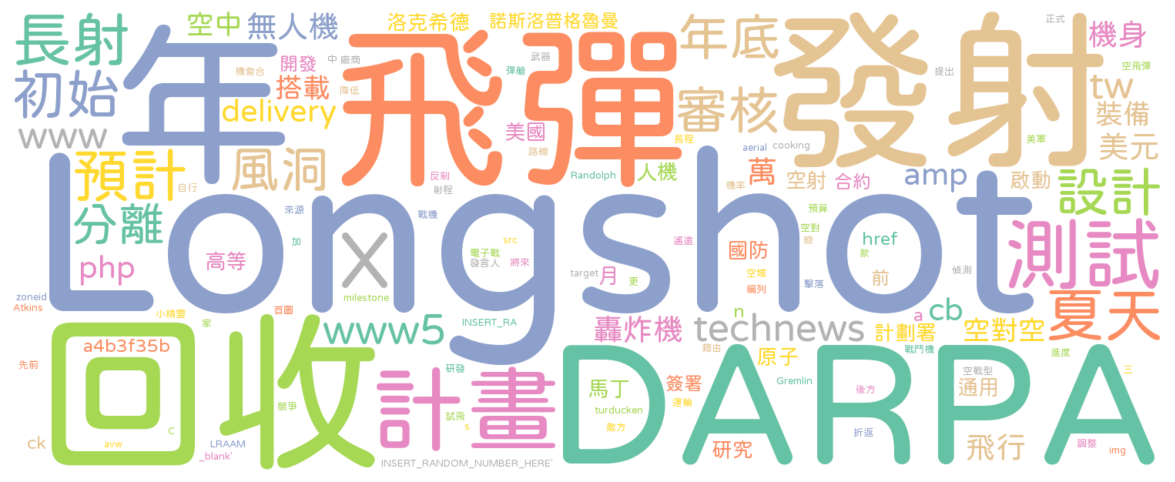 長射
空中
無人機
洛克希德
諾斯洛普格魯曼
年底
正式
機身
初始
年
開發
機會合
搭載
中
廠商
降低
飛彈
彈艙
武器
發射
提出
空飛彈
tw
www
delivery
美國
路線
審核
裝備
美元
預計
風洞
自行
反制
射程
Randolph
人機
長程
aerial
cooking
美軍
萬
機率
空射
合約
amp
啟動
設計
分離
來源
戰機
預算
Longshot
x
php
高等
加
電子戰
發言人
src
將來
遙遠
國防
空對
總
href
款
測試
target
月
更
空域
編列
擊落
前
偵測
zoneid
Atkins
milestone
小精靈
家
首圖
www5
INSERT_RA
轟炸機
technews
n
a
cb
計劃署
空對空
夏天
a4b3f35b
先前
回收
計畫
研發
DARPA
藉由
原子
戰鬥機
進度
馬丁
簽署
Gremlin
空戰型
通用
三
後方
競爭
試飛
s
turducken
敵方
運輸
ck
avw
c
LRAAM
_blank'
INSERT_RANDOM_NUMBER_HERE'
研究
折返
飛行
調整
img